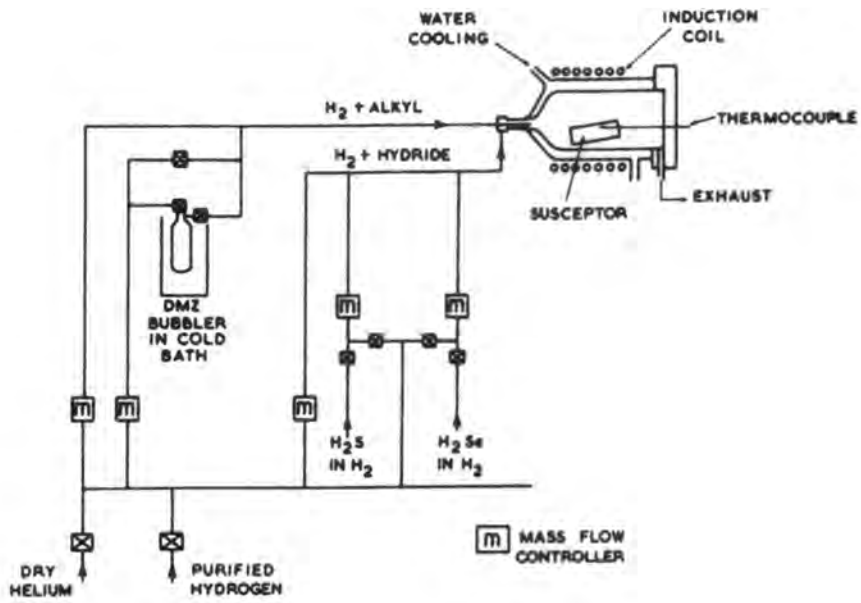 WATER
COOLING
INDUCTION
COIL
H₂ + ALKYL
THERMOCOUPLE
H₂ + HYDRIDE
SUSCEPTOR
EXHAUST
DMZ
BUBBLER
IN COLD
BATH
m
m
m
m
m
H₂S
IN H₂
H₂Se
IN H₂
m MASS FLOW
CONTROLLER
DRY
HELIUM
PURIFIED
HYDROGEN